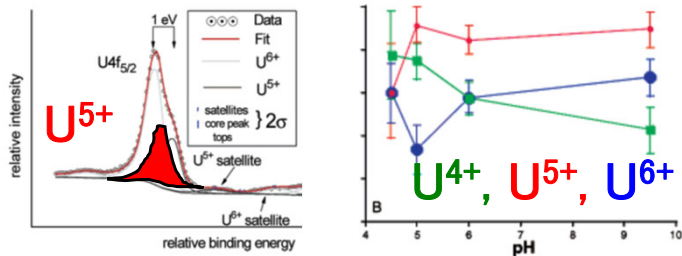 1 eV
Data
Fit
U6+
U5+
satellites
core peak
tops
} 2σ
U4f5/2
U5+
U5+ satellite
U6+ satellite
relative intensity
relative binding energy
B
U4+, U5+, U6+
4 5 6 7 8 9 10
pH